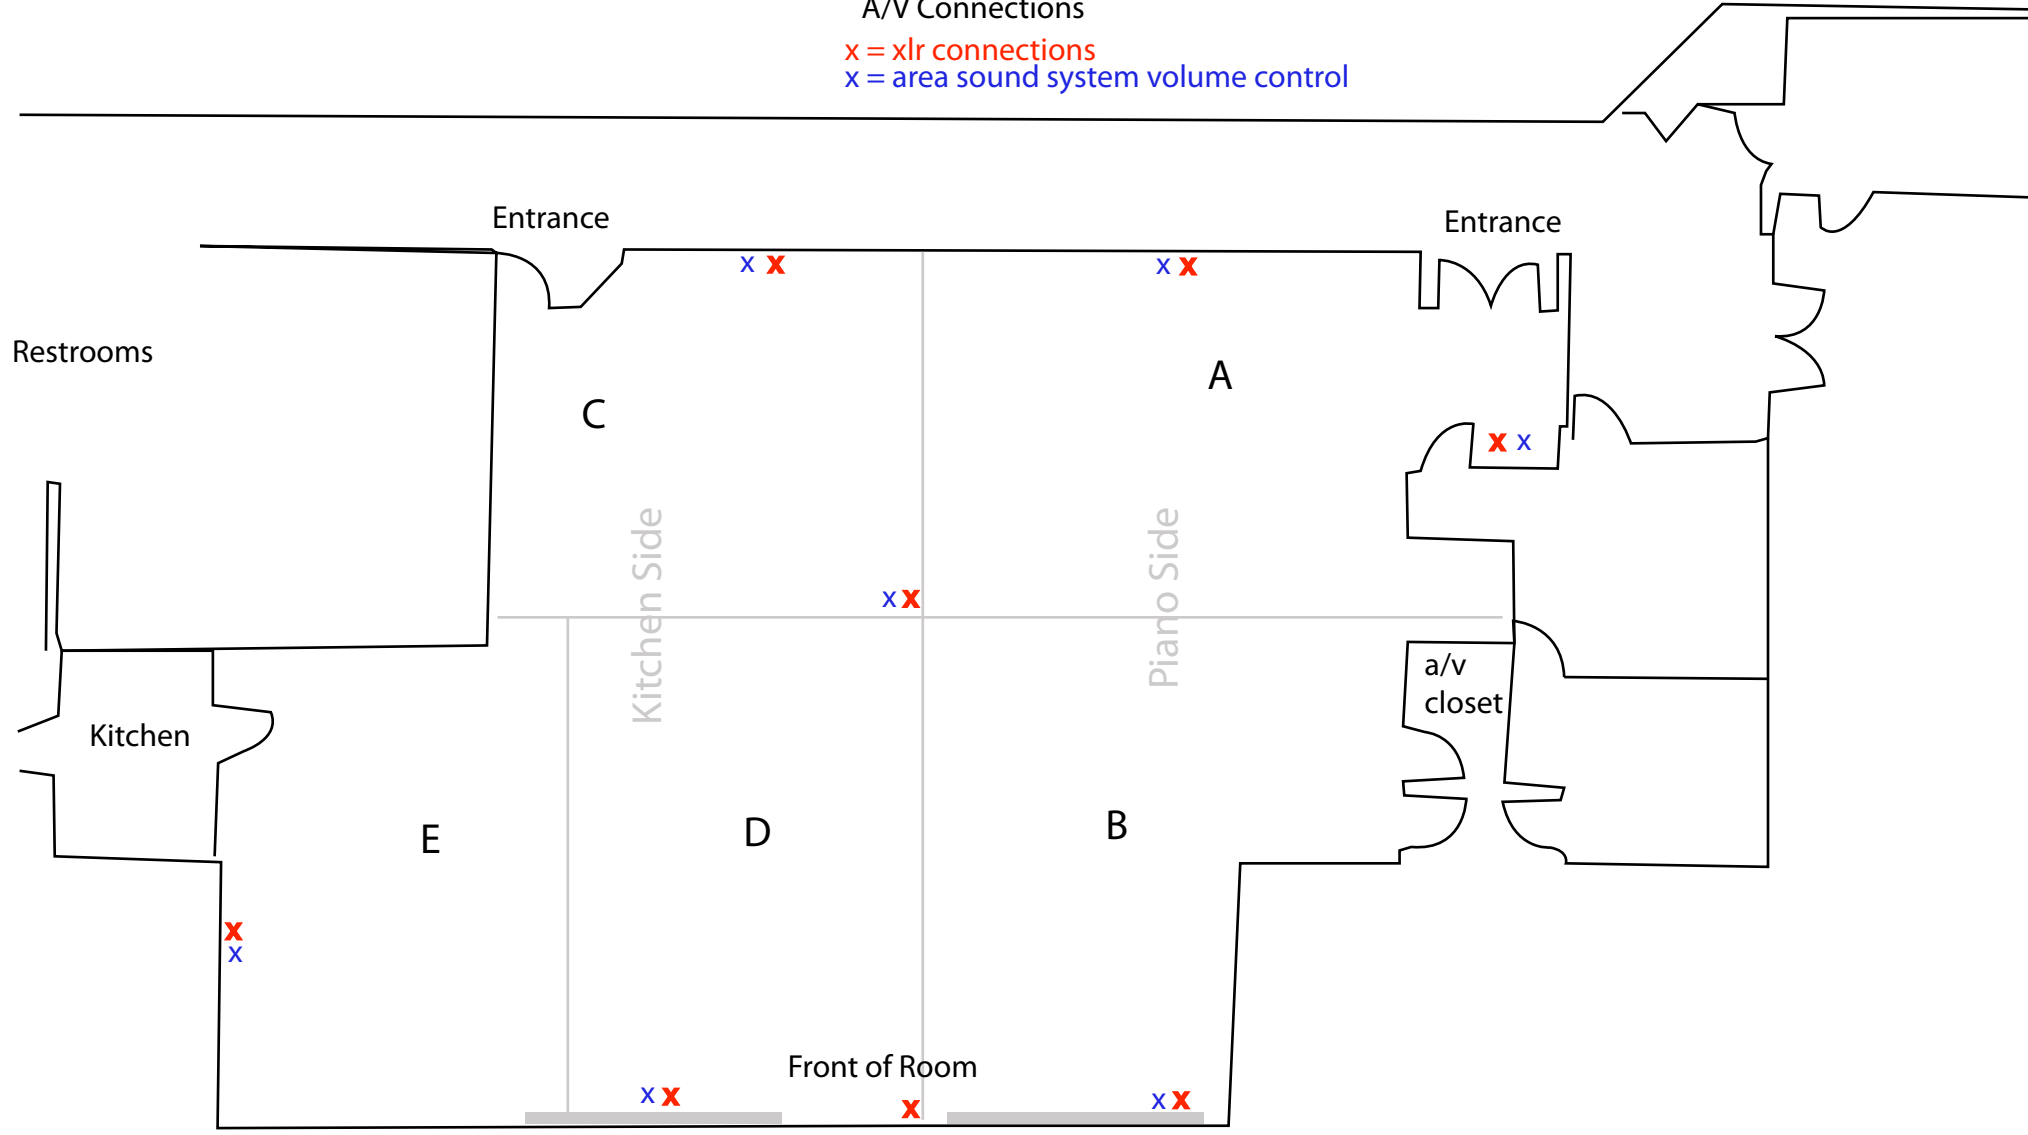 A/V Connections
x = xlr connections
x = area sound system volume control
Entrance
Entrance
x x
x x
Restrooms
A
C
x x
Kitchen Side
Piano Side
x x
a/v
closet
Kitchen
E
D
B
x
x
Front of Room
x x
x
x x